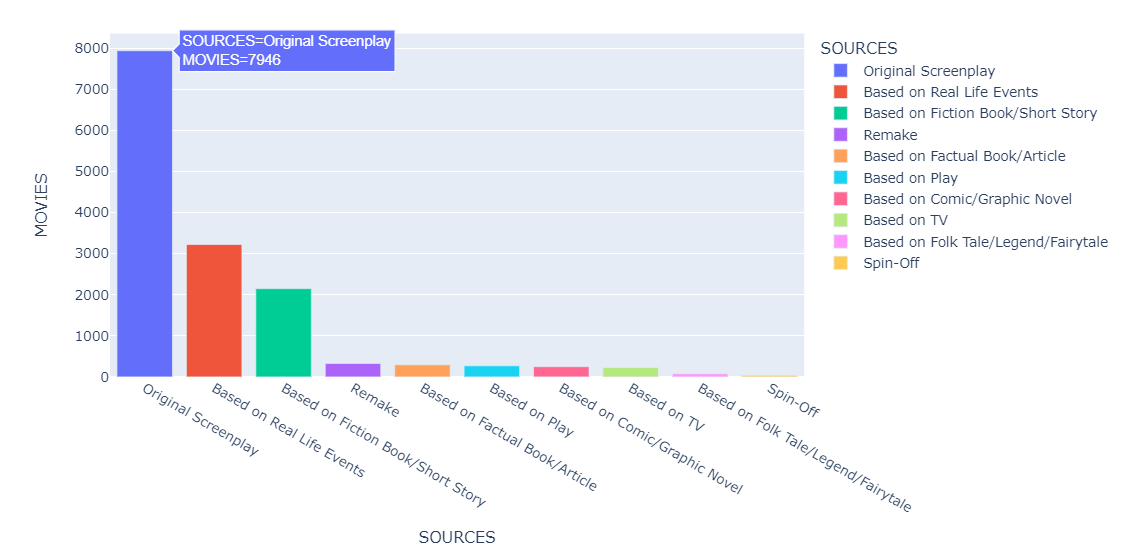 SOURCES=Original Screenplay
MOVIES=7946
8000
7000
6000
5000
4000
3000
2000
1000
0
MOVIES
Original Screenplay
Based on Real Life Events
Based on Fiction Book/Short Story
Remake
Based on Factual Book/Article
Based on Play
Based on Comic/Graphic Novel
Based on TV
Based on Folk Tale/Legend/Fairytale
Spin-Off
SOURCES
SOURCES
Original Screenplay
Based on Real Life Events
Based on Fiction Book/Short Story
Remake
Based on Factual Book/Article
Based on Play
Based on Comic/Graphic Novel
Based on TV
Based on Folk Tale/Legend/Fairytale
Spin-Off